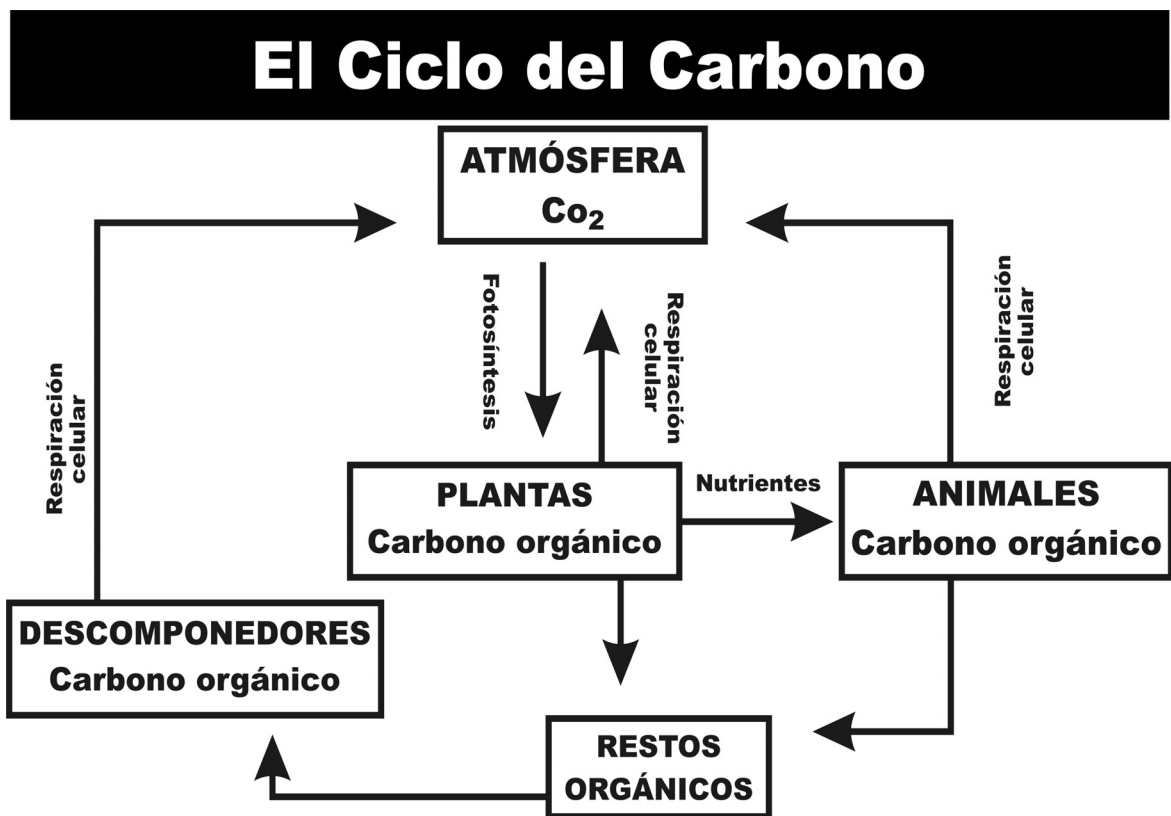 El Ciclo del Carbono
ATMÓSFERA
Co₂
Fotosíntesis
Respiración
celular
Respiración
celular
Respiración
celular
PLANTAS
Carbono orgánico
Nutrientes
ANIMALES
Carbono orgánico
DESCOMPONEDORES
Carbono orgánico
RESTOS
ORGÁNICOS